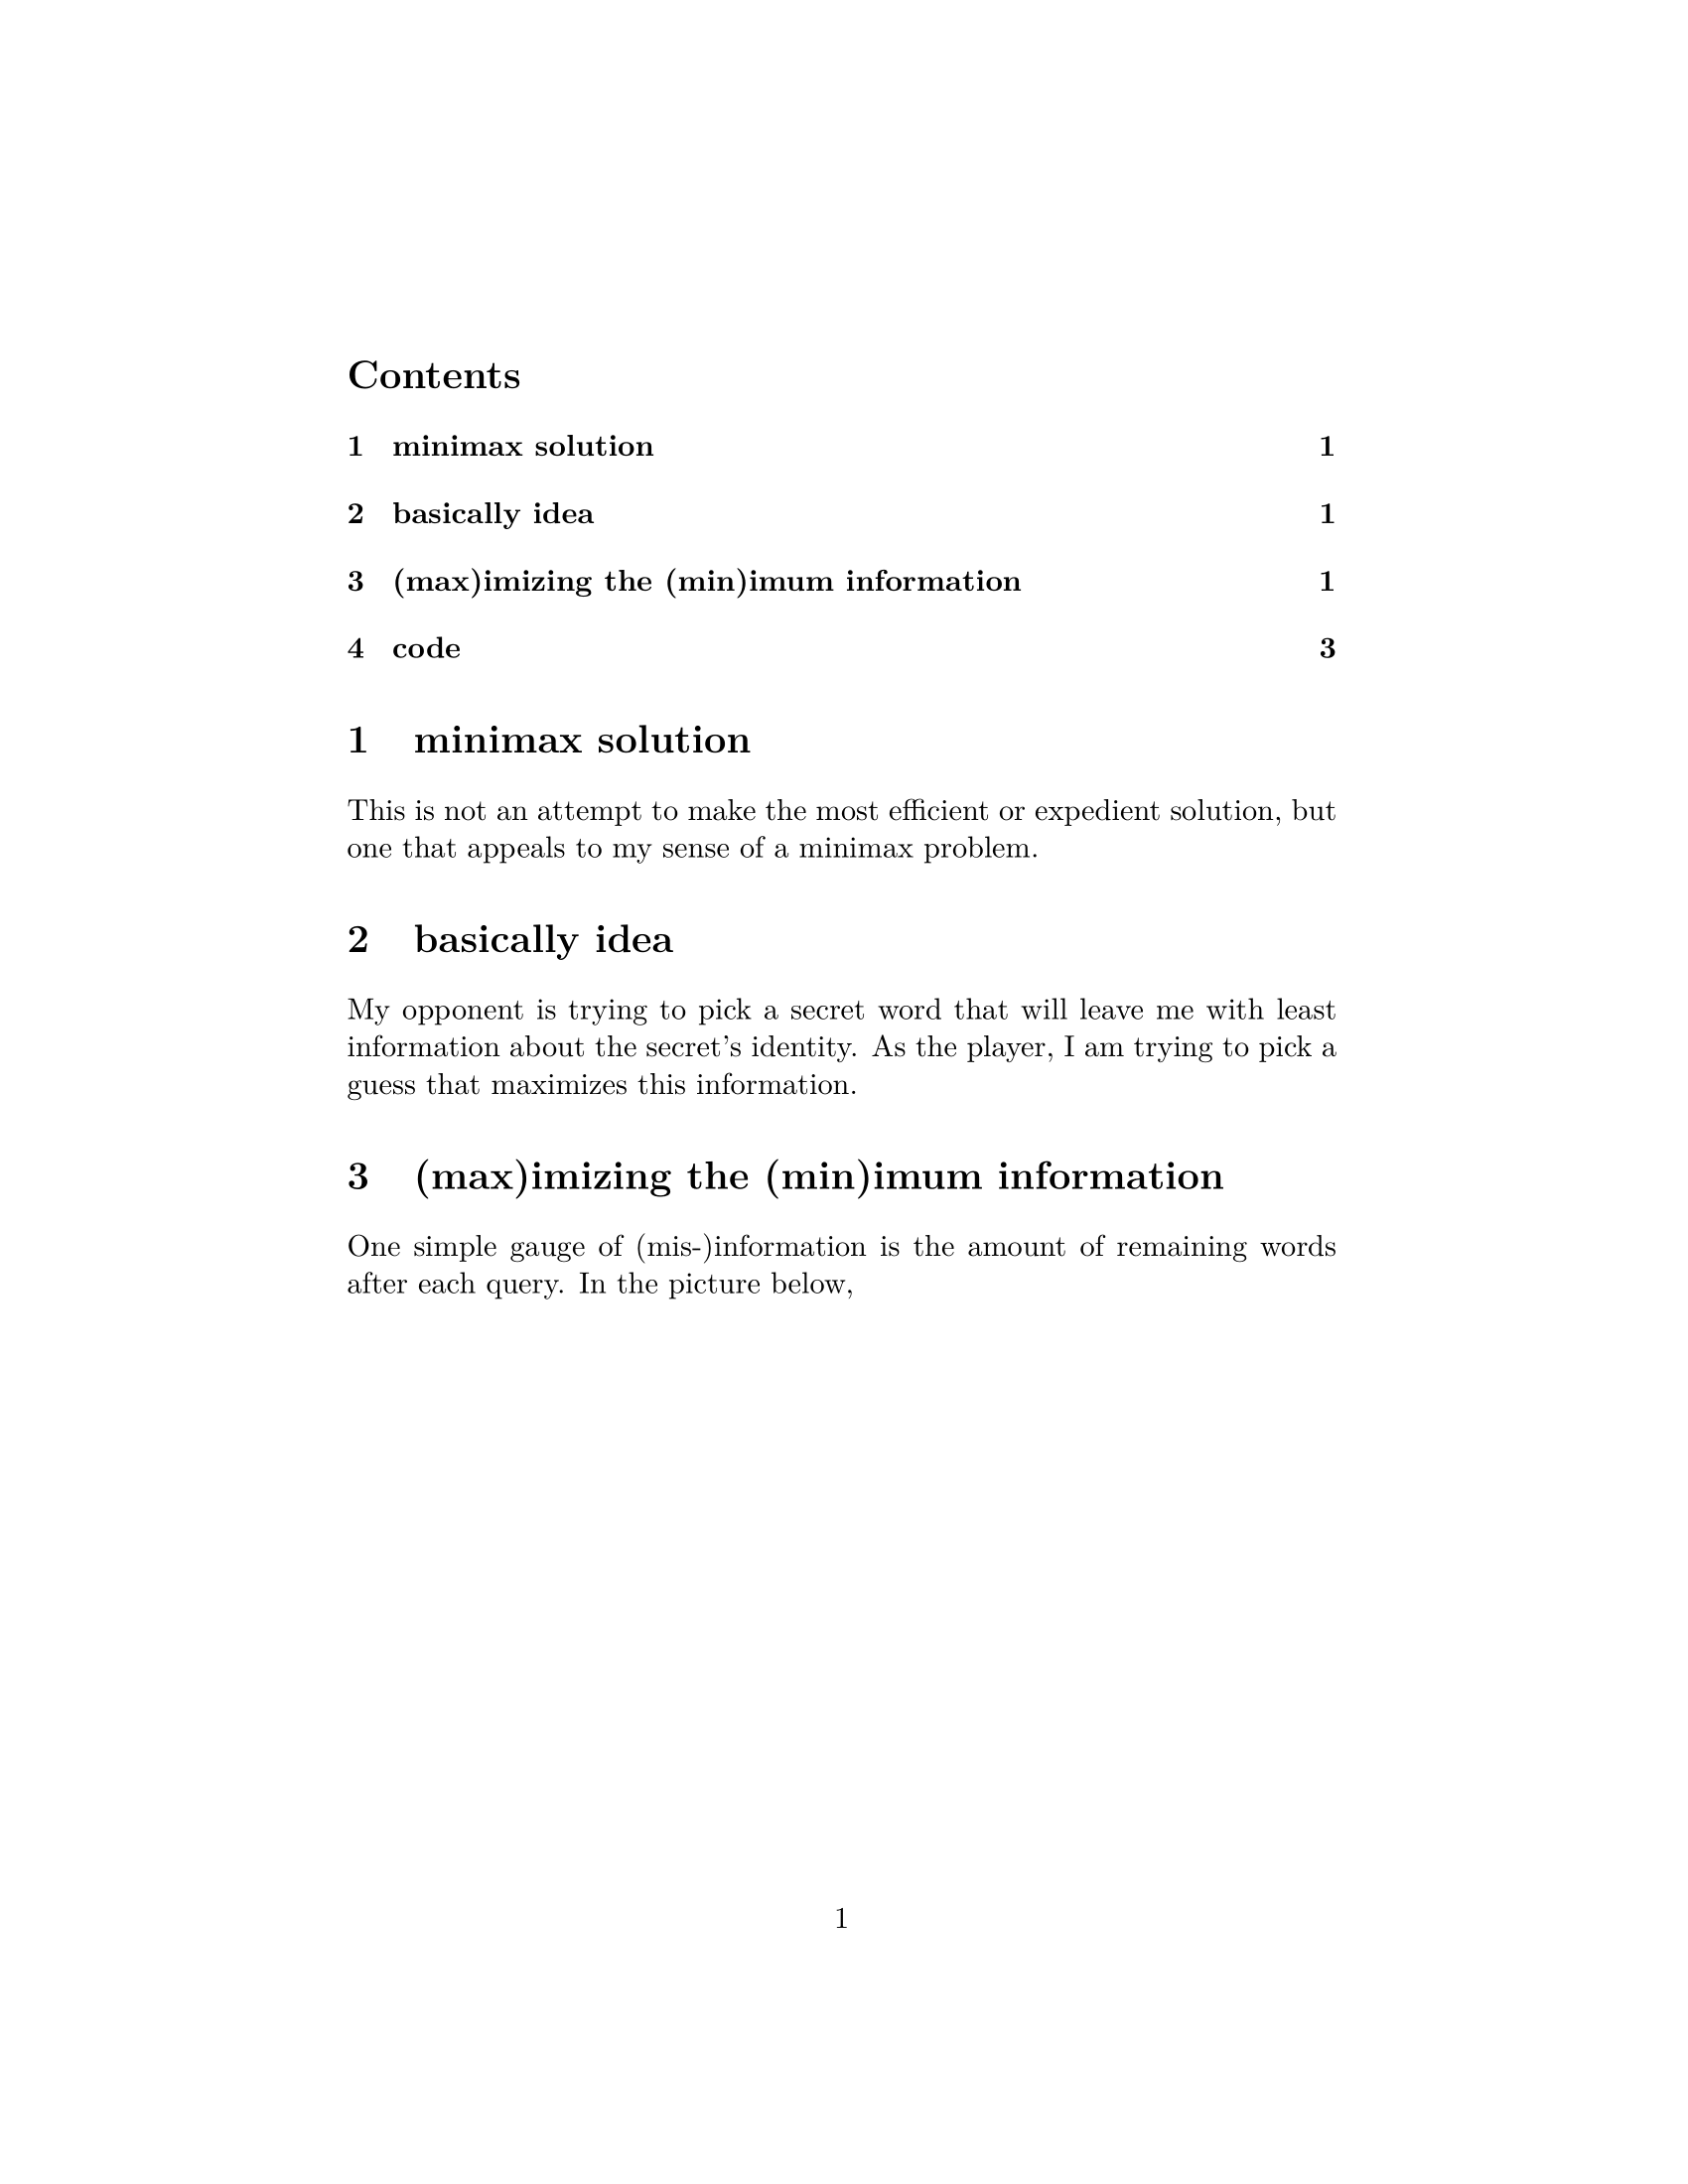 Contents
1 minimax solution 1
2 basically idea 1
3 (max)imizing the (min)imum information 1
4 code 3
1 minimax solution
This is not an attempt to make the most efficient or expedient solution, but
one that appeals to my sense of a minimax problem.
2 basically idea
My opponent is trying to pick a secret word that will leave me with least
information about the secret's identity. As the player, I am trying to pick a
guess that maximizes this information.
3 (max)imizing the (min)imum information
One simple gauge of (mis-)information is the amount of remaining words
after each query. In the picture below,
1